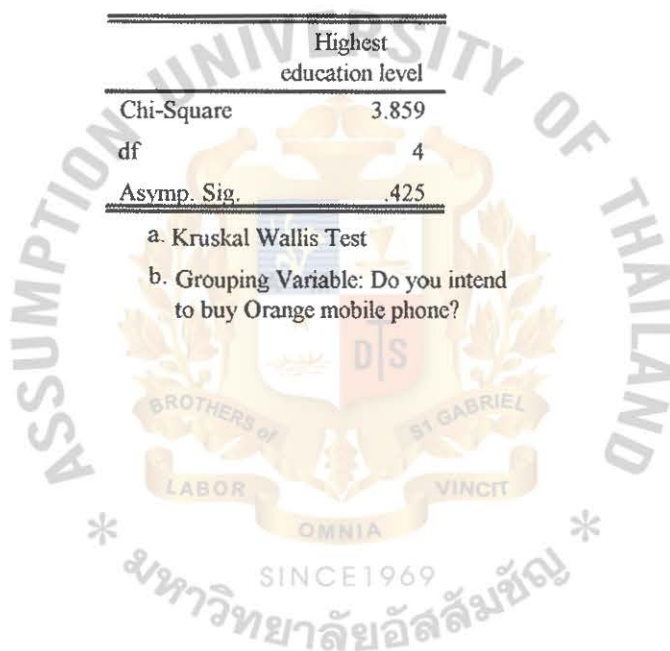 Highest
education level
Chi-Square 3.859
df 4
Asymp. Sig. .425
a. Kruskal Wallis Test
b. Grouping Variable: Do you intend
to buy Orange mobile phone?
ASSUMPTION UNIVERSITY OF THAILAND
DS
BROTHERS of ST GABRIEL
LABOR OMNIA VINCIT
SINCE1969
* มหาวิทยาลัยอัสสัมชัญ *